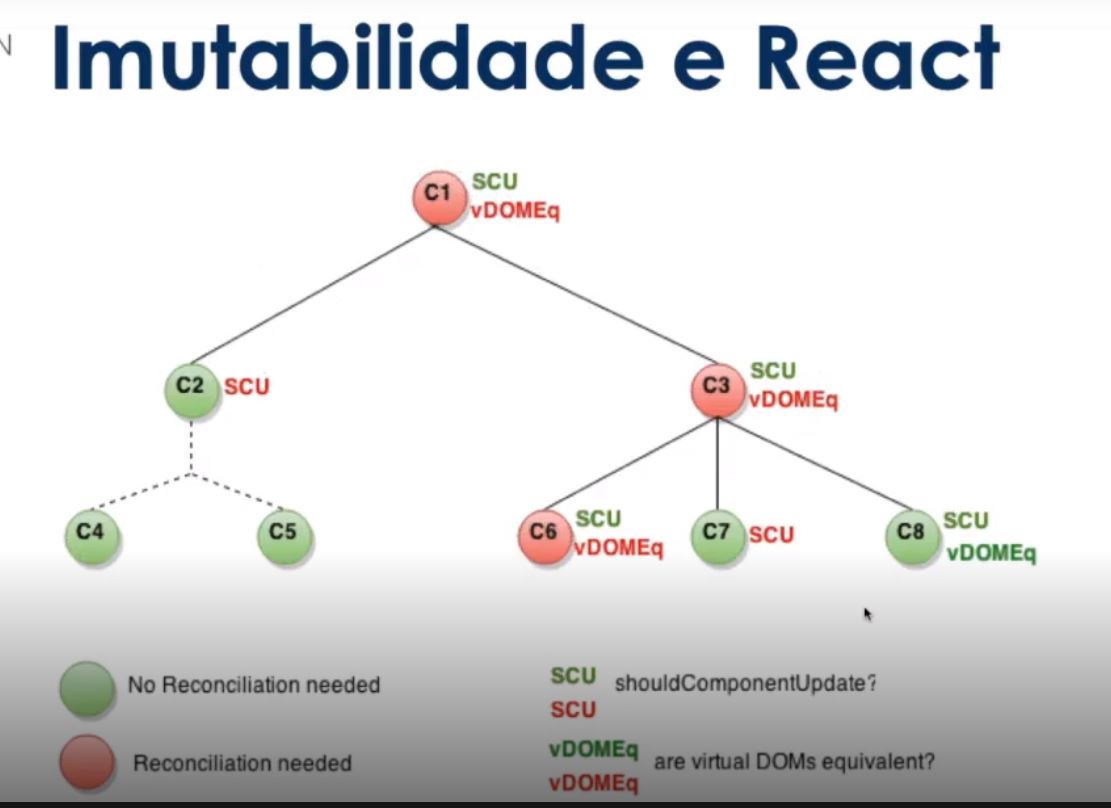 N
Imutabilidade e React
C1 SCU
vDOMEq
C2 SCU
C3 SCU
vDOMEq
C4
C5
C6 SCU
vDOMEq
C7 SCU
C8 SCU
vDOMEq
No Reconciliation needed
SCU shouldComponentUpdate?
SCU
Reconciliation needed
vDOMEq are virtual DOMs equivalent?
vDOMEq